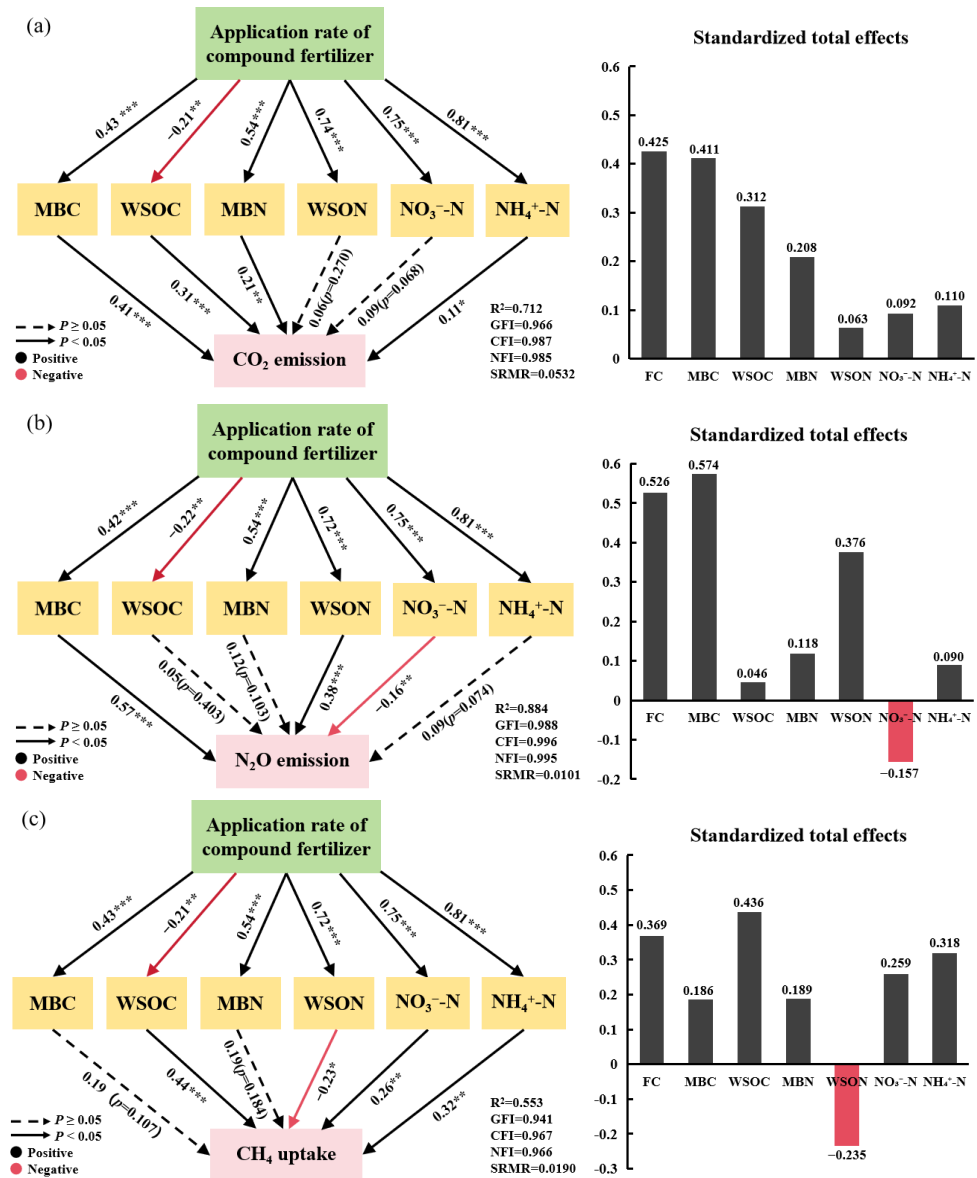 (a)
Application rate of
compound fertilizer
0.43 ***
−0.21**
0.54***
0.74***
0.75***
0.81***
MBC
WSOC
MBN
WSON
NO₃⁻-N
NH₄⁺-N
0.41***
0.31***
0.21**
0.06(p=0.270)
0.09(p=0.068)
0.11*
P ≥ 0.05
P < 0.05
Positive
Negative
CO₂ emission
R²=0.712
GFI=0.966
CFI=0.987
NFI=0.985
SRMR=0.0532
Standardized total effects
0.6
0.5
0.4
0.3
0.2
0.1
0
0.425
0.411
0.312
0.208
0.063
0.092
0.110
FC
MBC
WSOC
MBN
WSON
NO₃⁻-N
NH₄⁺-N
(b)
Application rate of
compound fertilizer
0.42***
−0.22**
0.54***
0.72***
0.75***
0.81***
MBC
WSOC
MBN
WSON
NO₃⁻-N
NH₄⁺-N
0.57***
0.05(p=0.403)
0.12(p=0.103)
0.38***
−0.16**
0.09(p=0.074)
P ≥ 0.05
P < 0.05
Positive
Negative
N₂O emission
R²=0.884
GFI=0.988
CFI=0.996
NFI=0.995
SRMR=0.0101
Standardized total effects
0.6
0.5
0.4
0.3
0.2
0.1
0
-0.1
-0.2
0.526
0.574
0.046
0.118
0.376
−0.157
0.090
FC
MBC
WSOC
MBN
WSON
NO₃⁻-N
NH₄⁺-N
(c)
Application rate of
compound fertilizer
0.43***
−0.21**
0.54***
0.72***
0.75***
0.81***
MBC
WSOC
MBN
WSON
NO₃⁻-N
NH₄⁺-N
0.19 (p=0.107)
0.44***
0.19(p=0.184)
−0.23*
0.26**
0.32**
P ≥ 0.05
P < 0.05
Positive
Negative
CH₄ uptake
R²=0.553
GFI=0.941
CFI=0.967
NFI=0.966
SRMR=0.0190
Standardized total effects
0.6
0.5
0.4
0.3
0.2
0.1
0
-0.1
-0.2
-0.3
0.369
0.186
0.436
0.189
−0.235
0.259
0.318
FC
MBC
WSOC
MBN
WSON
NO₃⁻-N
NH₄⁺-N